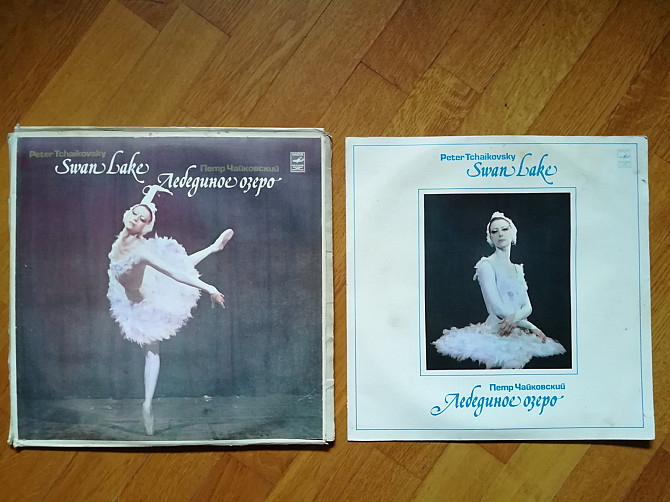 Peter Tchaikovsky
Swan Lake
Петр Чайковский
Лебединое озеро
Peter Tchaikovsky
Swan Lake
Петр Чайковский
Лебединое озеро